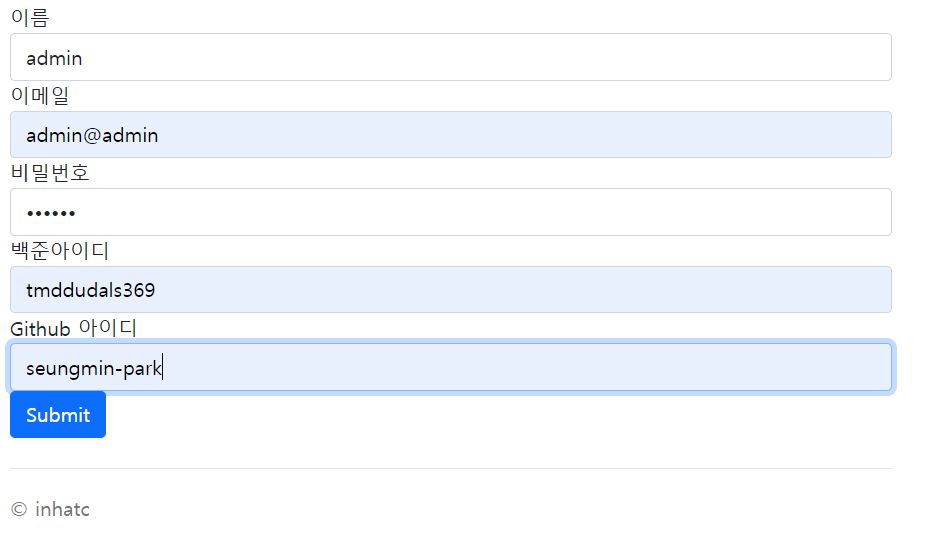 이름
admin
이메일
admin@admin
비밀번호
••••••
백준아이디
tmddudals369
Github 아이디
seungmin-park
Submit
© inhatc